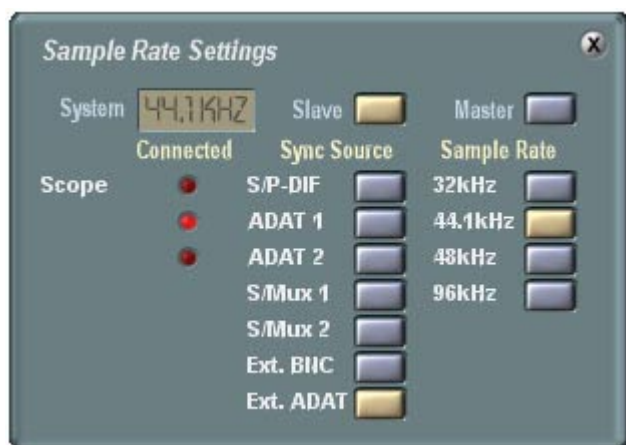 Sample Rate Settings X
System 44.1KHZ Slave Master
Connected Sync Source Sample Rate
Scope S/P-DIF 32kHz
ADAT 1 44.1kHz
ADAT 2 48kHz
S/Mux 1 96kHz
S/Mux 2
Ext. BNC
Ext. ADAT